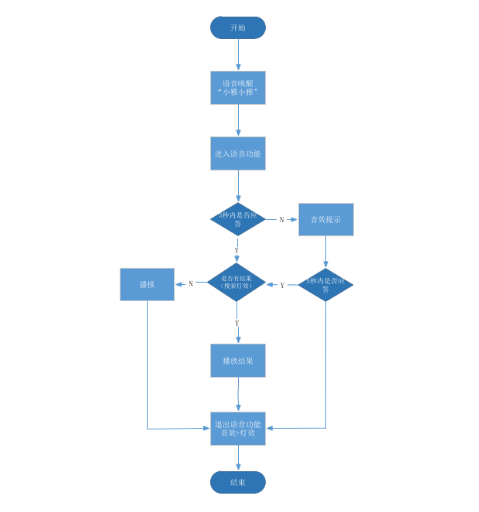 开始
语音唤醒
“小雅小雅”
进入语音功能
5秒内是否应
答
N
音效提示
Y
是否有结果
（搜索灯效）
N
播报
Y
5秒内是否应
答
Y
播放结果
退出语音功能
音效+灯效
结束